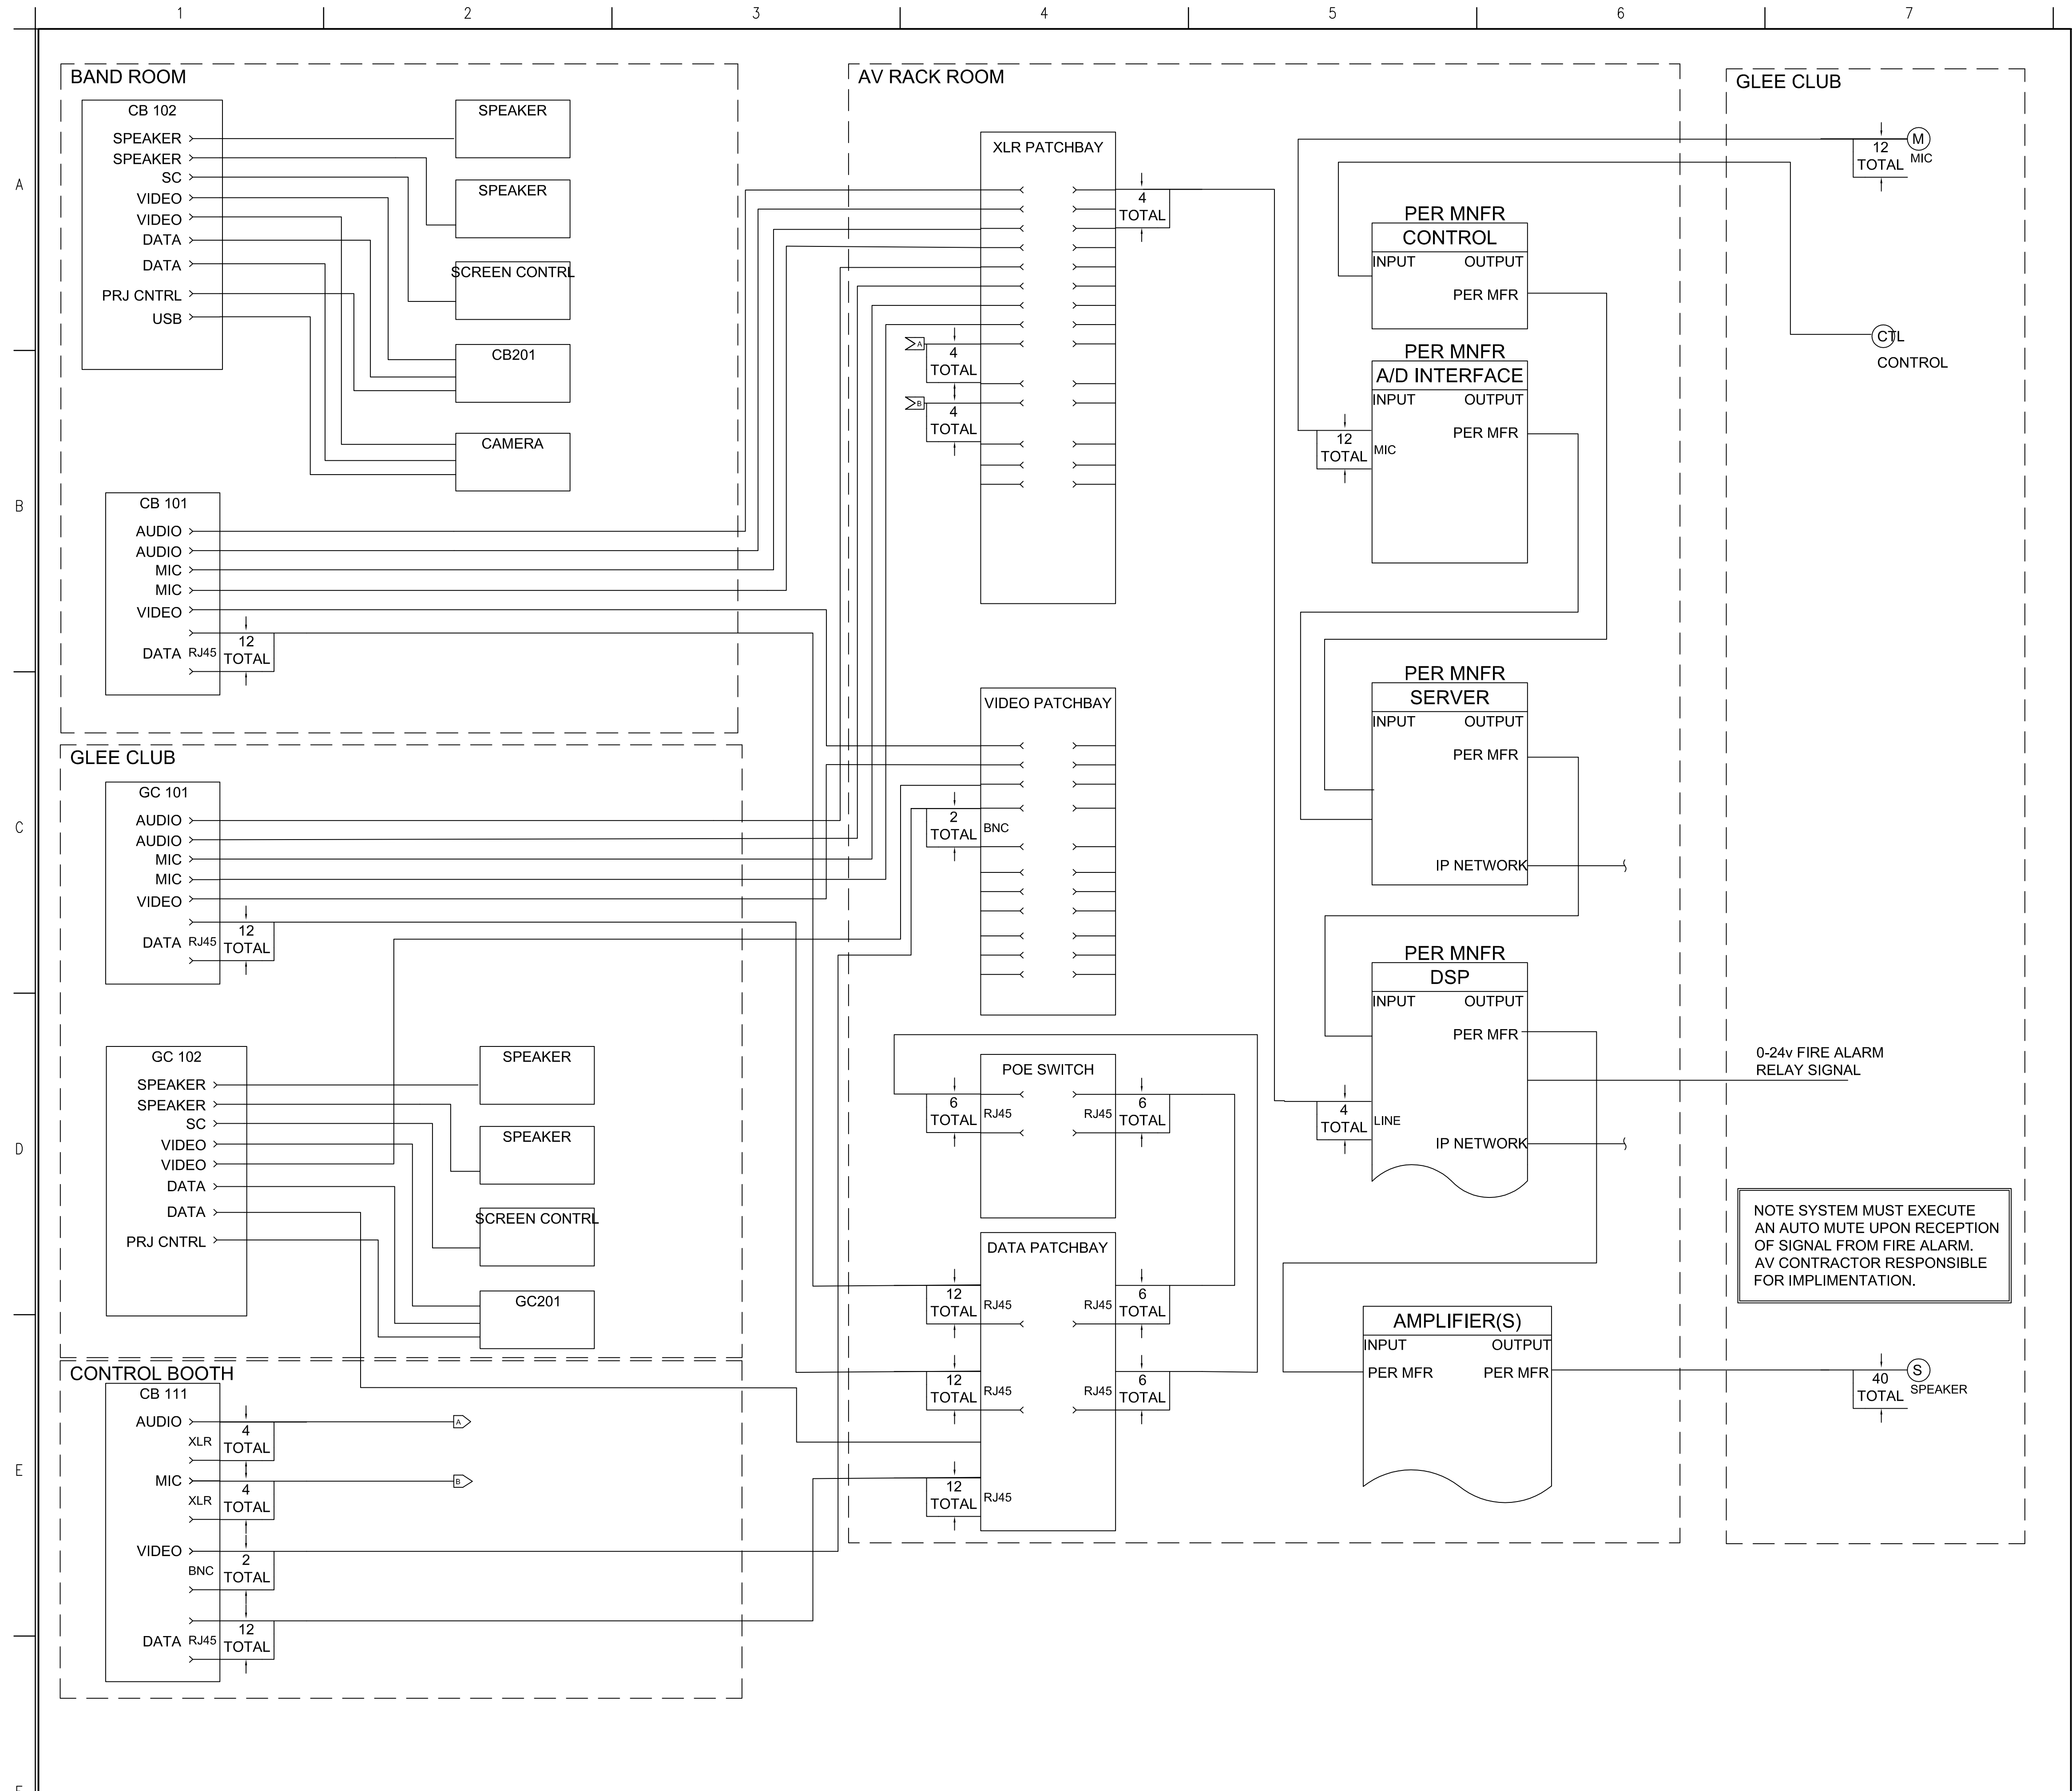 1
2
3
4
5
6
7
A
B
C
D
E
BAND ROOM
CB 102
SPEAKER
SPEAKER
SC
VIDEO
VIDEO
DATA
DATA
PRJ CNTRL
USB
SPEAKER
SPEAKER
SCREEN CONTRL
CB201
CAMERA
CB 101
AUDIO
AUDIO
MIC
MIC
VIDEO
DATA RJ45
12
TOTAL
GLEE CLUB
GC 101
AUDIO
AUDIO
MIC
MIC
VIDEO
DATA RJ45
12
TOTAL
GC 102
SPEAKER
SPEAKER
SC
VIDEO
VIDEO
DATA
DATA
PRJ CNTRL
SPEAKER
SPEAKER
SCREEN CONTRL
GC201
CONTROL BOOTH
CB 111
AUDIO
XLR
4
TOTAL
A
MIC
XLR
4
TOTAL
B
VIDEO
BNC
2
TOTAL
DATA RJ45
12
TOTAL
AV RACK ROOM
XLR PATCHBAY
4
TOTAL
A
4
TOTAL
B
4
TOTAL
VIDEO PATCHBAY
2
TOTAL
BNC
POE SWITCH
6
TOTAL
RJ45
RJ45
6
TOTAL
DATA PATCHBAY
12
TOTAL
RJ45
RJ45
6
TOTAL
12
TOTAL
RJ45
RJ45
6
TOTAL
12
TOTAL
RJ45
PER MNFR
CONTROL
INPUT OUTPUT
PER MFR
PER MNFR
A/D INTERFACE
INPUT OUTPUT
PER MFR
12
TOTAL
MIC
PER MNFR
SERVER
INPUT OUTPUT
PER MFR
IP NETWORK
PER MNFR
DSP
INPUT OUTPUT
PER MFR
4
TOTAL
LINE
IP NETWORK
AMPLIFIER(S)
INPUT OUTPUT
PER MFR PER MFR
GLEE CLUB
12
TOTAL
M
MIC
CTL
CONTROL
0-24v FIRE ALARM
RELAY SIGNAL
NOTE SYSTEM MUST EXECUTE
AN AUTO MUTE UPON RECEPTION
OF SIGNAL FROM FIRE ALARM.
AV CONTRACTOR RESPONSIBLE
FOR IMPLIMENTATION.
40
TOTAL
S
SPEAKER